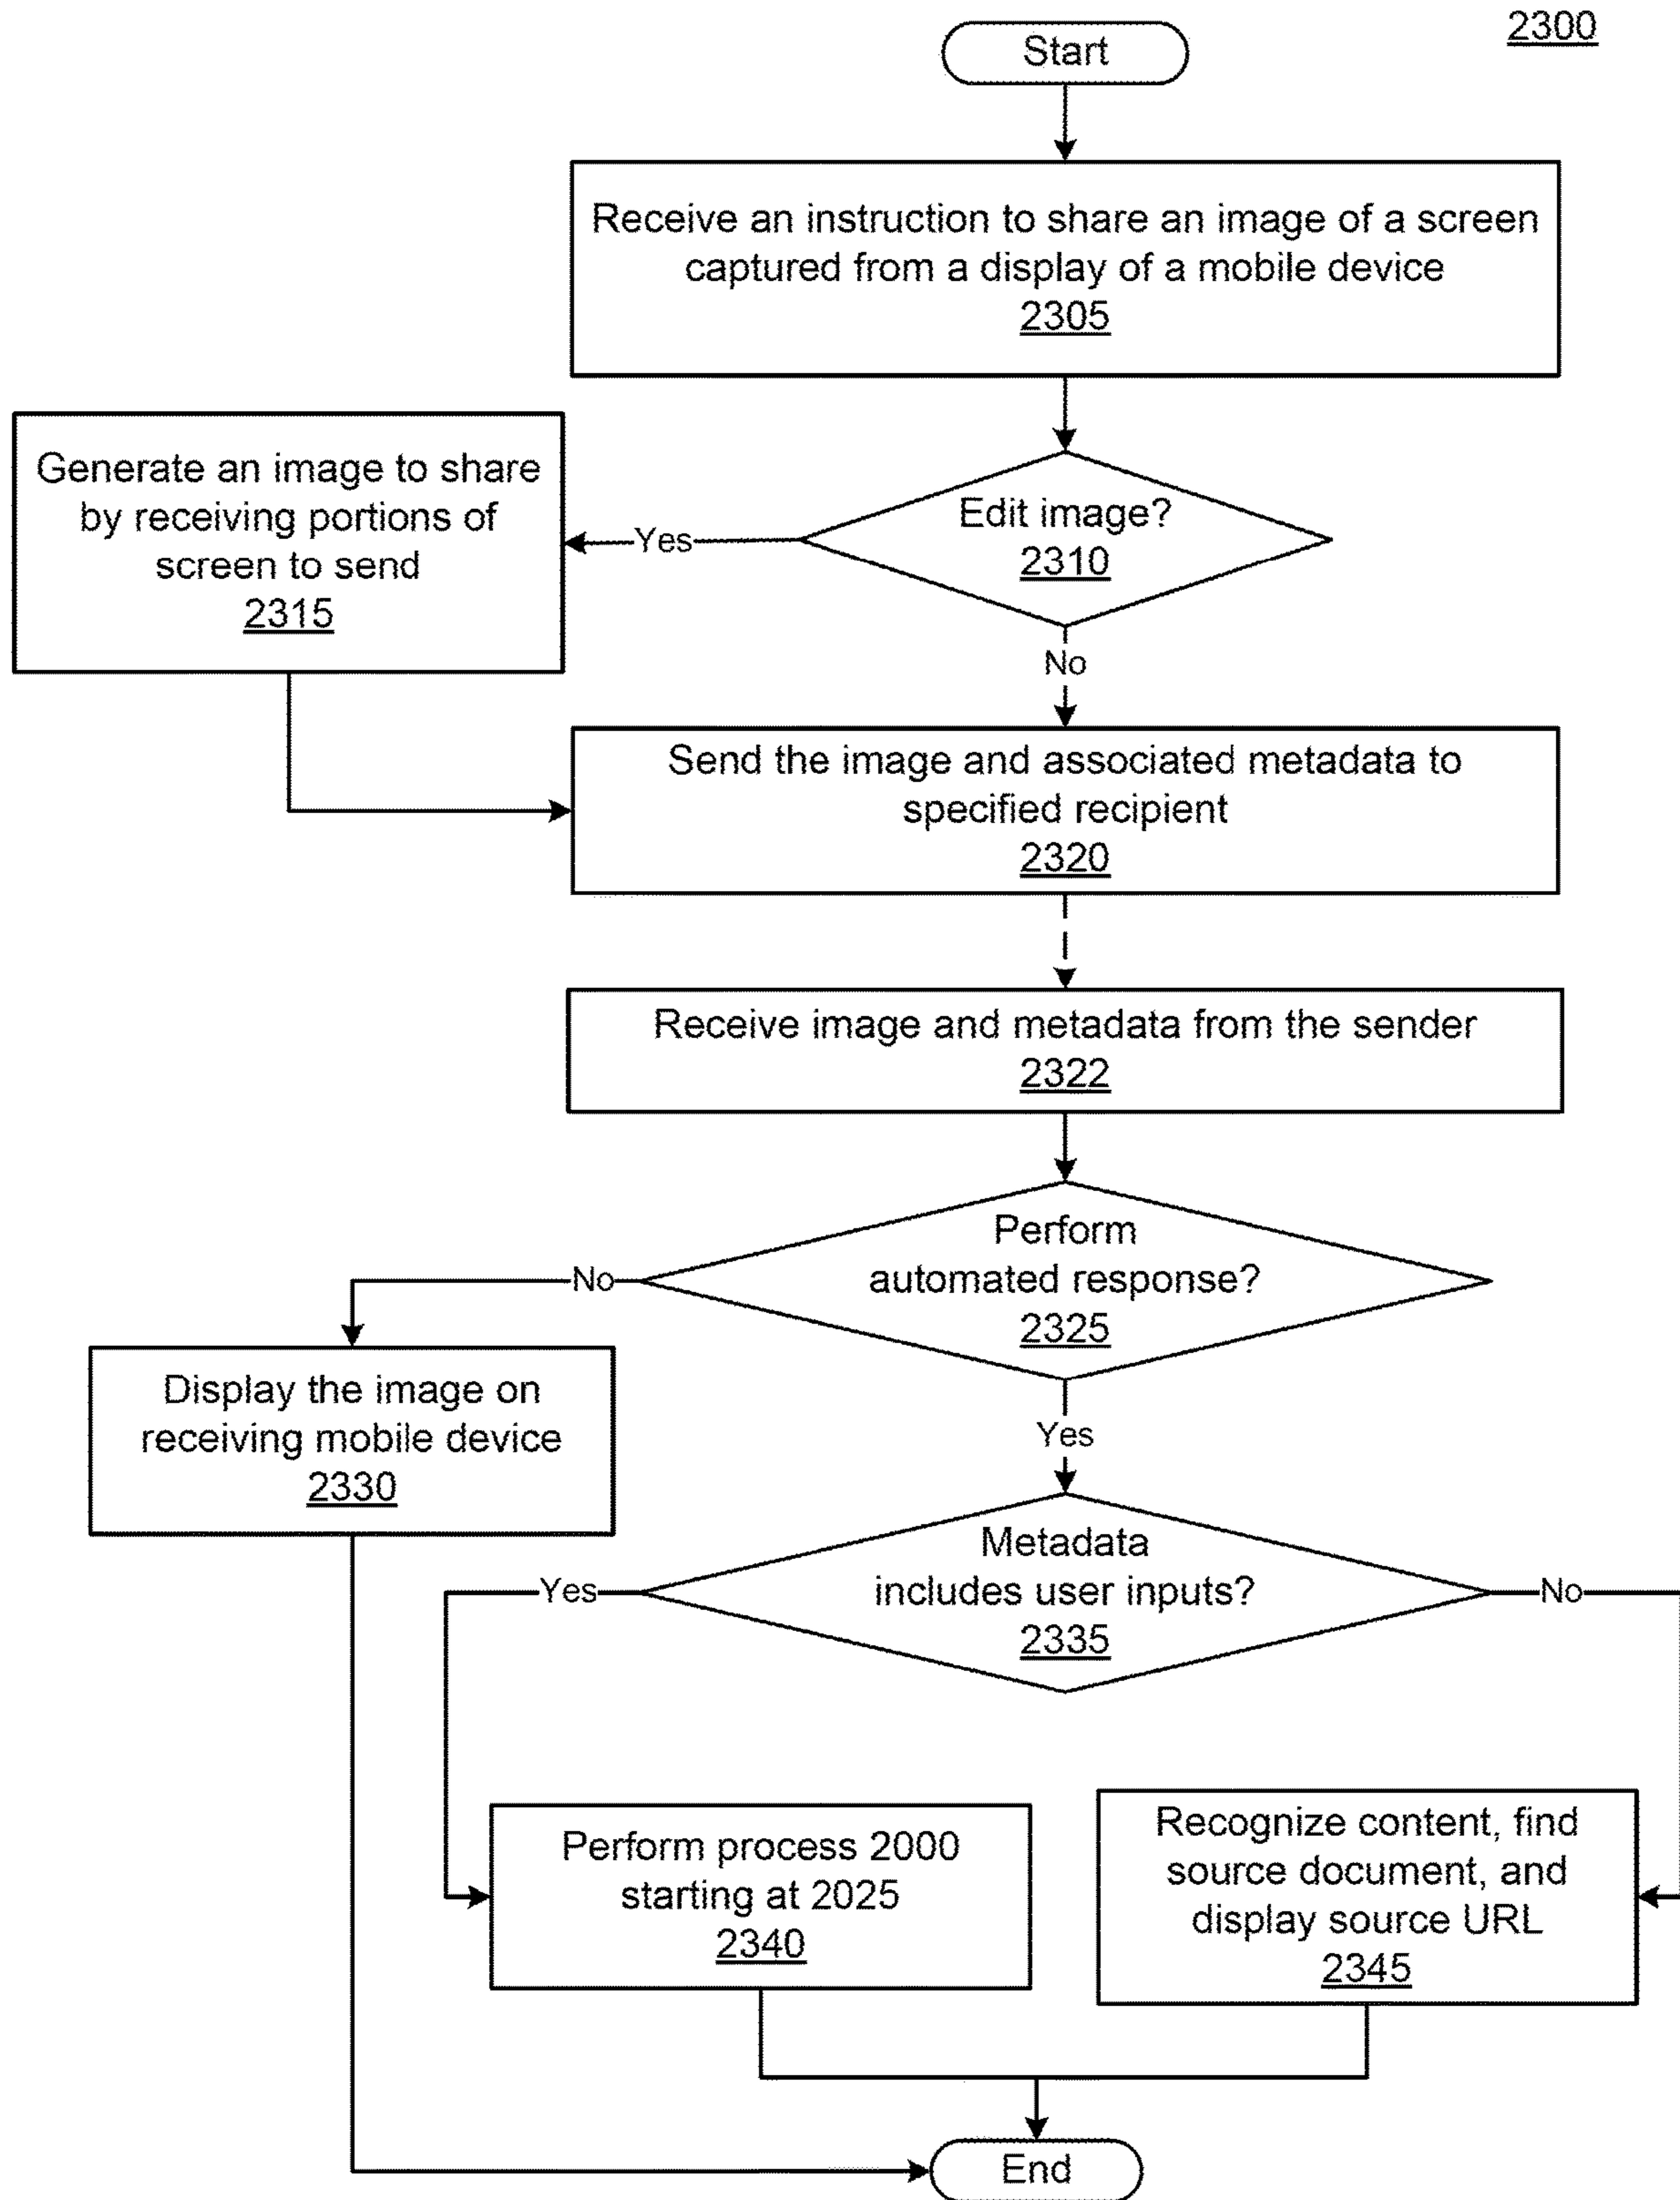 2300
Start
Receive an instruction to share an image of a screen
captured from a display of a mobile device
2305
Edit image?
2310
Yes
Generate an image to share
by receiving portions of
screen to send
2315
No
Send the image and associated metadata to
specified recipient
2320
Receive image and metadata from the sender
2322
Perform
automated response?
2325
No
Display the image on
receiving mobile device
2330
Yes
Metadata
includes user inputs?
2335
Yes
No
Perform process 2000
starting at 2025
2340
Recognize content, find
source document, and
display source URL
2345
End